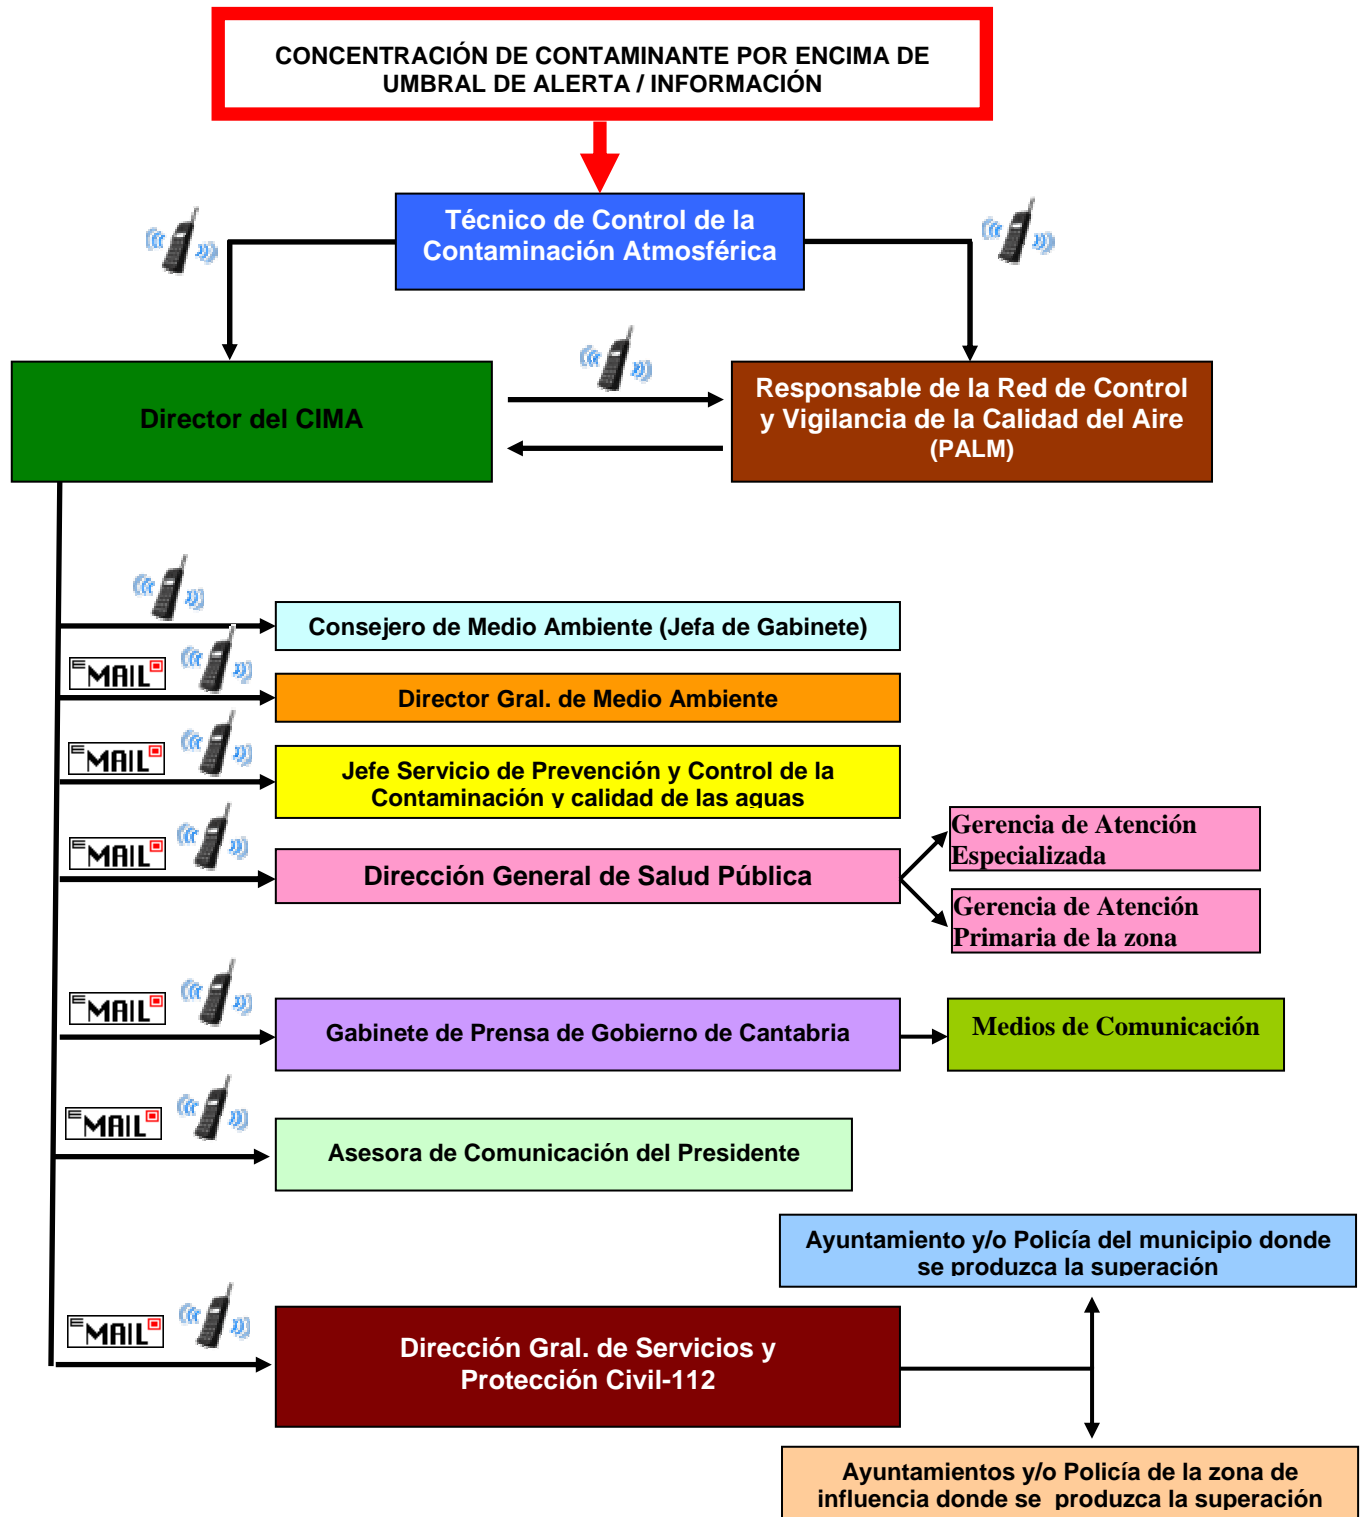 CONCENTRACIÓN DE CONTAMINANTE POR ENCIMA DE
UMBRAL DE ALERTA / INFORMACIÓN
Técnico de Control de la
Contaminación Atmosférica
Director del CIMA
Responsable de la Red de Control
y Vigilancia de la Calidad del Aire
(PALM)
Consejero de Medio Ambiente (Jefa de Gabinete)
EMAIL
Director Gral. de Medio Ambiente
EMAIL
Jefe Servicio de Prevención y Control de la
Contaminación y calidad de las aguas
EMAIL
Dirección General de Salud Pública
Gerencia de Atención
Especializada
Gerencia de Atención
Primaria de la zona
EMAIL
Gabinete de Prensa de Gobierno de Cantabria
Medios de Comunicación
EMAIL
Asesora de Comunicación del Presidente
Ayuntamiento y/o Policía del municipio donde
se produzca la superación
EMAIL
Dirección Gral. de Servicios y
Protección Civil-112
Ayuntamientos y/o Policía de la zona de
influencia donde se produzca la superación